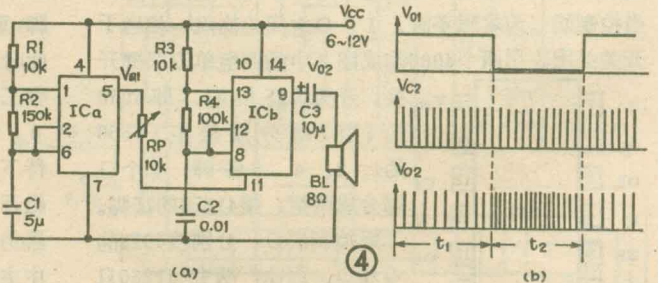 VCC
6~12V
R1
10k
R2
150k
C1
5μ
4
1
2
6
5
7
ICa
V01
RP
10k
R3
10k
R4
100k
C2
0.01
10
14
13
12
8
9
11
ICb
V02
C3
10μ
BL
8Ω
(a)
④
V01
VC2
V02
t1
t2
(b)